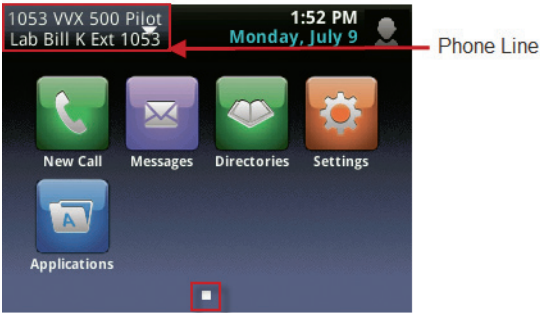 1053 VVX 500 Pilot
Lab Bill K Ext 1053
1:52 PM
Monday, July 9
Phone Line
New Call
Messages
Directories
Settings
A
Applications